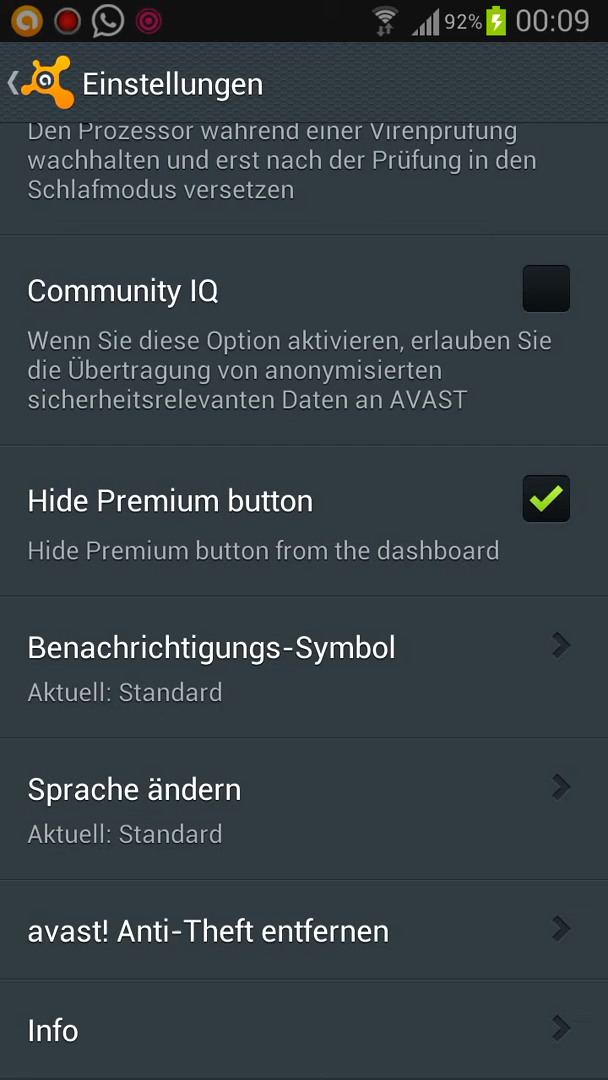 92% 00:09
Einstellungen
Den Prozessor während einer Virenprüfung
wachhalten und erst nach der Prüfung in den
Schlafmodus versetzen
Community IQ
Wenn Sie diese Option aktivieren, erlauben Sie
die Übertragung von anonymisierten
sicherheitsrelevanten Daten an AVAST
Hide Premium button
Hide Premium button from the dashboard
Benachrichtigungs-Symbol
Aktuell: Standard
Sprache ändern
Aktuell: Standard
avast! Anti-Theft entfernen
Info